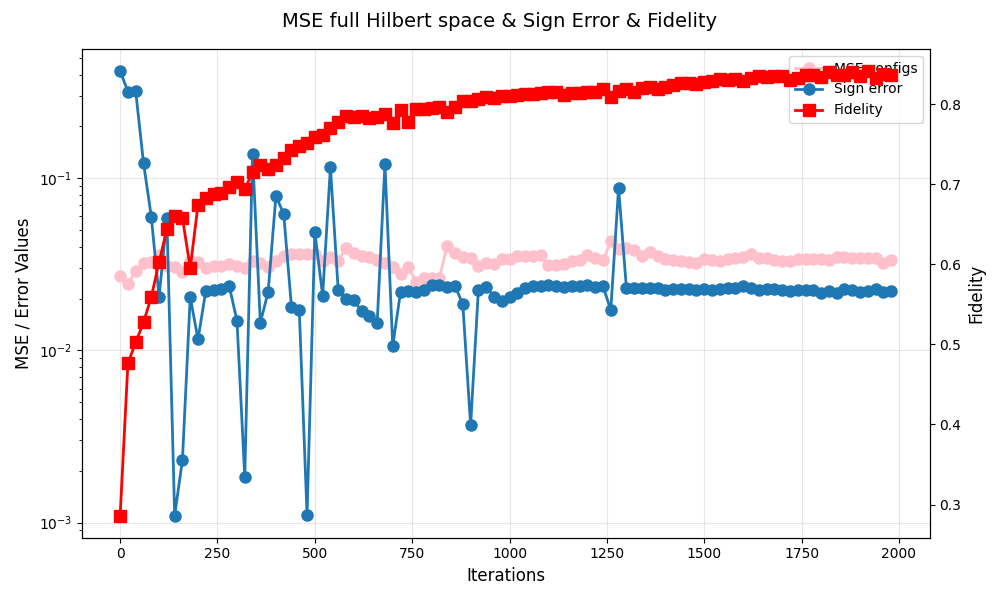 MSE full Hilbert space & Sign Error & Fidelity
MSE / Error Values
10⁻¹
10⁻²
10⁻³
MSE configs
Sign error
Fidelity
0.8
0.7
0.6
0.5
0.4
0.3
Fidelity
0 250 500 750 1000 1250 1500 1750 2000
Iterations